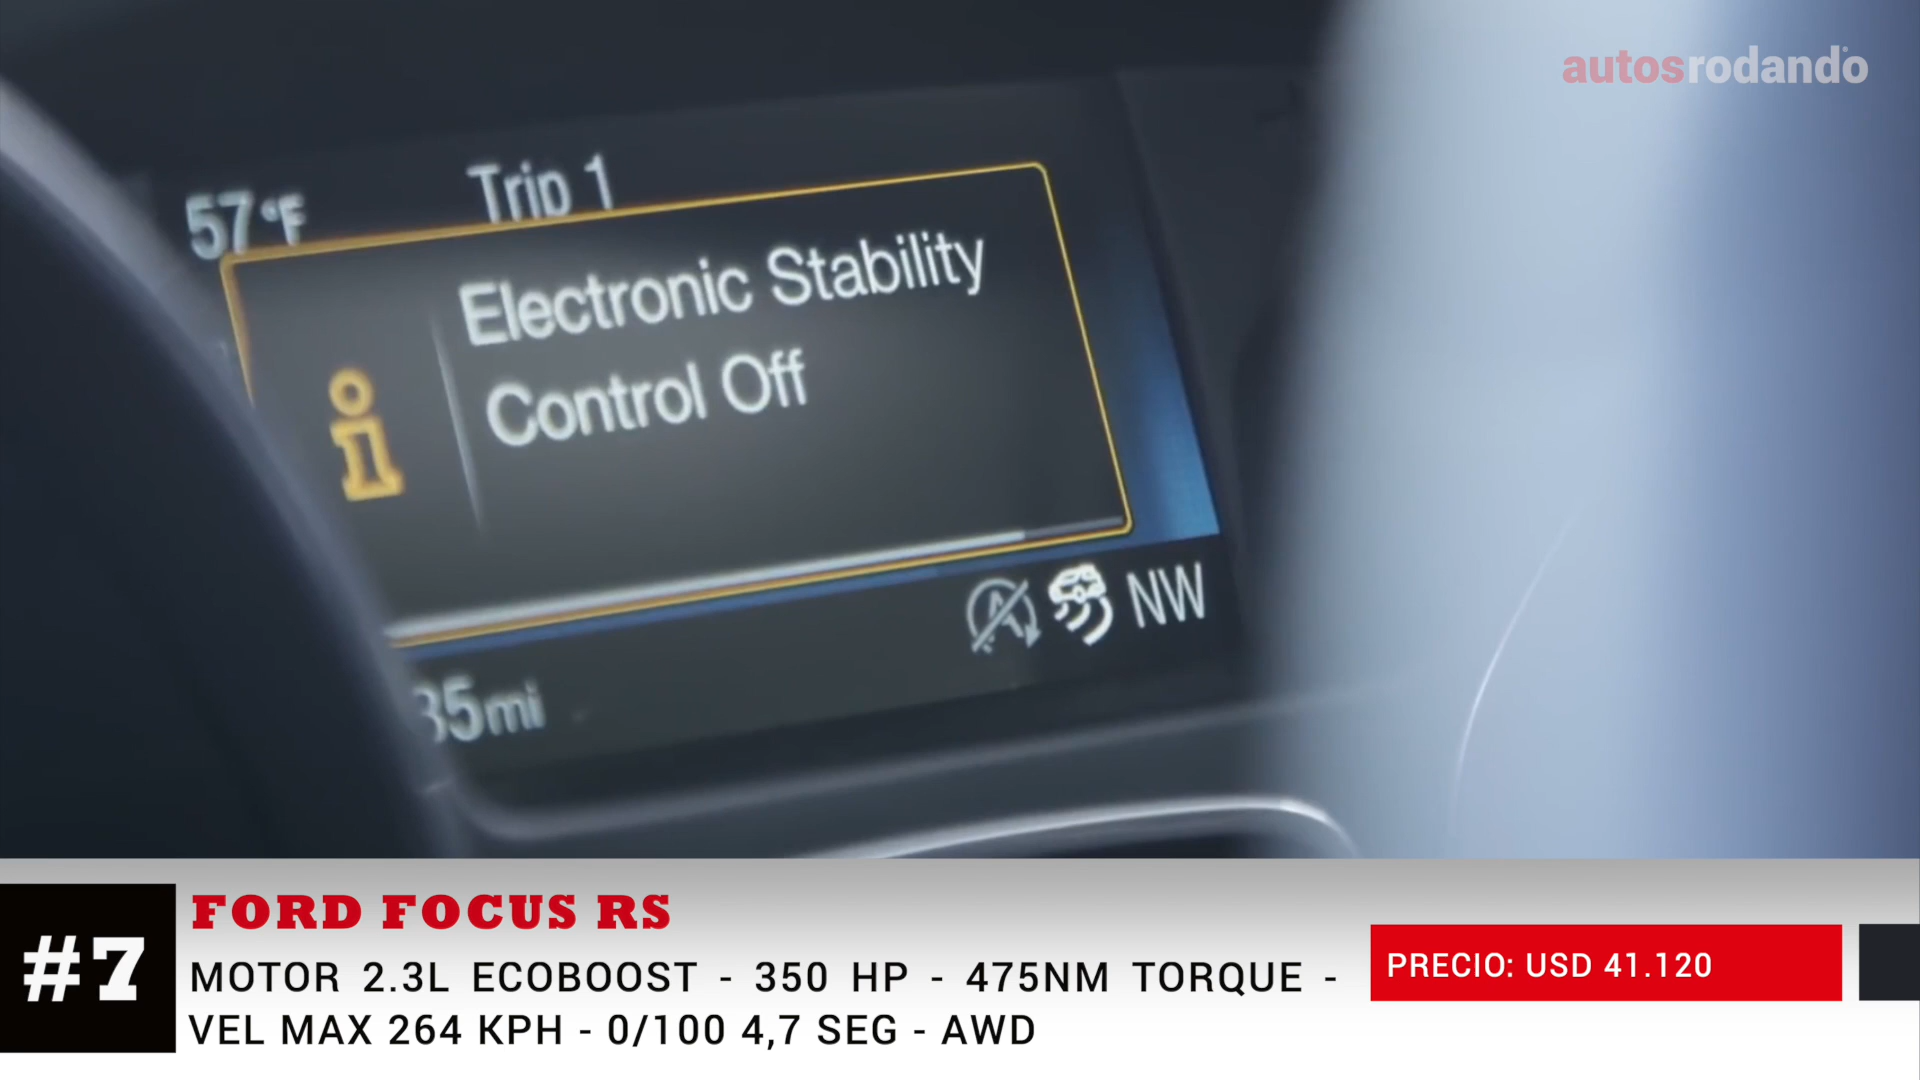 autosrodando
57°F Trip 1
Electronic Stability
Control Off
NW
35mi
#7
FORD FOCUS RS
MOTOR 2.3L ECOBOOST - 350 HP - 475NM TORQUE -
VEL MAX 264 KPH - 0/100 4,7 SEG - AWD
PRECIO: USD 41.120